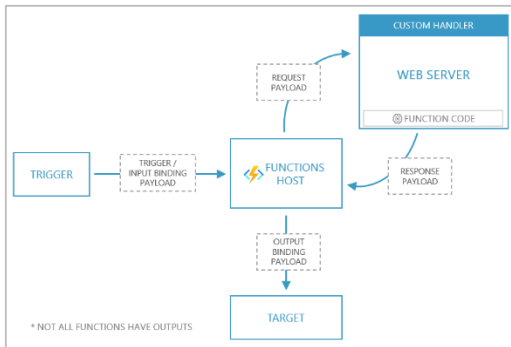 CUSTOM HANDLER
REQUEST
PAYLOAD
WEB SERVER
FUNCTION CODE
TRIGGER
TRIGGER /
INPUT BINDING
PAYLOAD
FUNCTIONS
HOST
RESPONSE
PAYLOAD
OUTPUT
BINDING
PAYLOAD
TARGET
* NOT ALL FUNCTIONS HAVE OUTPUTS